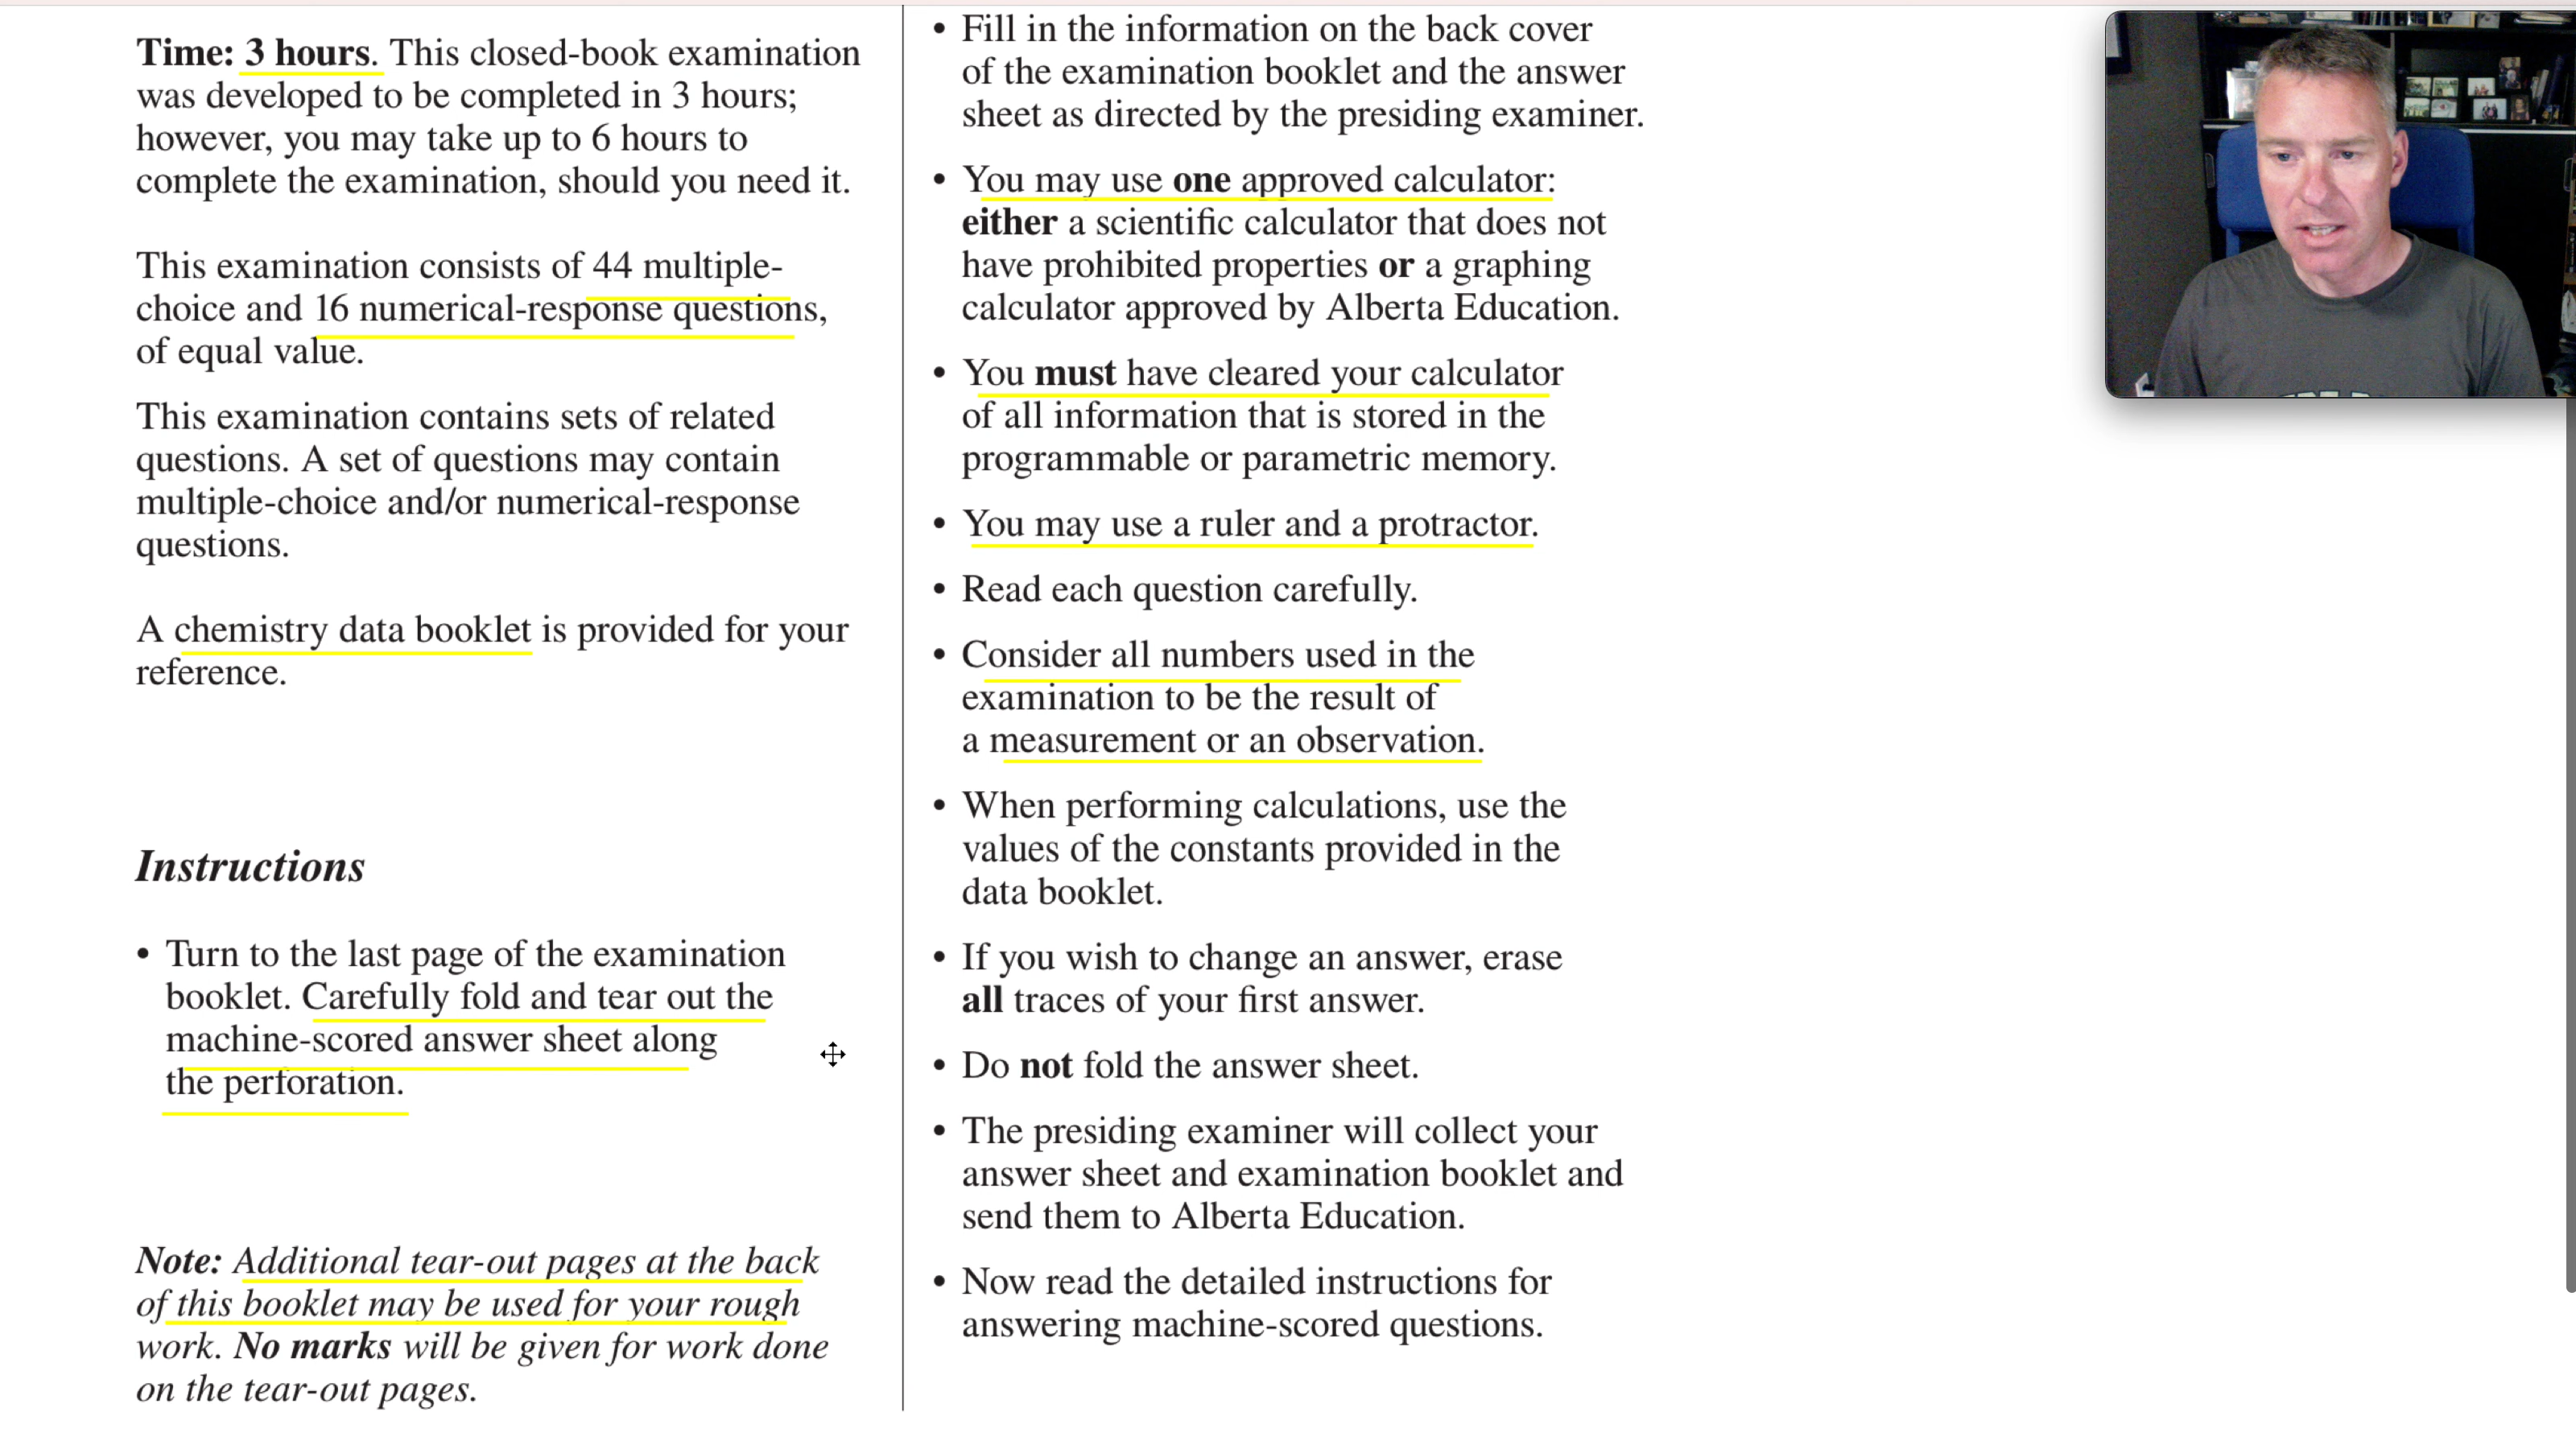 Time: 3 hours. This closed-book examination
was developed to be completed in 3 hours;
however, you may take up to 6 hours to
complete the examination, should you need it.
This examination consists of 44 multiple-
choice and 16 numerical-response questions,
of equal value.
This examination contains sets of related
questions. A set of questions may contain
multiple-choice and/or numerical-response
questions.
A chemistry data booklet is provided for your
reference.
Instructions
• Turn to the last page of the examination
booklet. Carefully fold and tear out the
machine-scored answer sheet along
the perforation.
Note: Additional tear-out pages at the back
of this booklet may be used for your rough
work. No marks will be given for work done
on the tear-out pages.
• Fill in the information on the back cover
of the examination booklet and the answer
sheet as directed by the presiding examiner.
• You may use one approved calculator:
either a scientific calculator that does not
have prohibited properties or a graphing
calculator approved by Alberta Education.
• You must have cleared your calculator
of all information that is stored in the
programmable or parametric memory.
• You may use a ruler and a protractor.
• Read each question carefully.
• Consider all numbers used in the
examination to be the result of
a measurement or an observation.
• When performing calculations, use the
values of the constants provided in the
data booklet.
• If you wish to change an answer, erase
all traces of your first answer.
• Do not fold the answer sheet.
• The presiding examiner will collect your
answer sheet and examination booklet and
send them to Alberta Education.
• Now read the detailed instructions for
answering machine-scored questions.